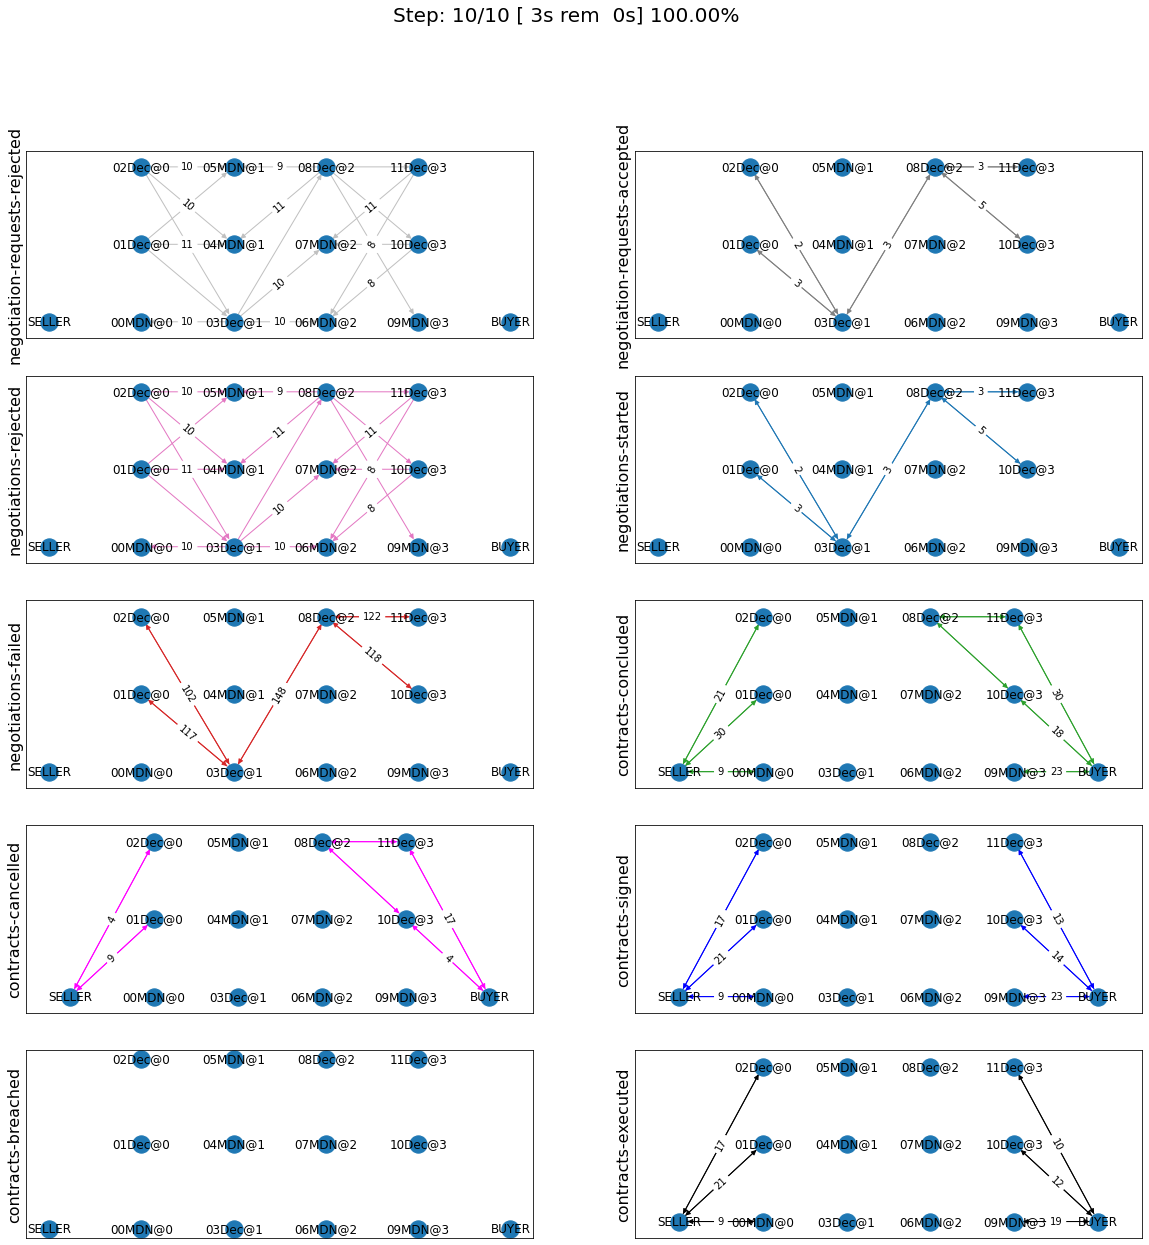 Step: 10/10 [ 3s rem  0s] 100.00%
negotiation-requests-rejected
02Dec@0 10 05MDN@1 9 08Dec@2 11Dec@3
10 11 11
01Dec@0 11 04MDN@1 07MDN@2 8 10Dec@3
10 8
SELLER 00MDN@0 10 03Dec@1 10 06MDN@2 09MDN@3 BUYER
negotiation-requests-accepted
02Dec@0 05MDN@1 08Dec@2 3 11Dec@3
5
01Dec@0 2 04MDN@1 3 07MDN@2 10Dec@3
3
SELLER 00MDN@0 03Dec@1 06MDN@2 09MDN@3 BUYER
negotiations-rejected
02Dec@0 10 05MDN@1 9 08Dec@2 11Dec@3
10 11 11
01Dec@0 11 04MDN@1 07MDN@2 8 10Dec@3
10 8
SELLER 00MDN@0 10 03Dec@1 10 06MDN@2 09MDN@3 BUYER
negotiations-started
02Dec@0 05MDN@1 08Dec@2 3 11Dec@3
5
01Dec@0 2 04MDN@1 3 07MDN@2 10Dec@3
3
SELLER 00MDN@0 03Dec@1 06MDN@2 09MDN@3 BUYER
negotiations-failed
02Dec@0 05MDN@1 08Dec@2 122 11Dec@3
118
01Dec@0 102 04MDN@1 148 07MDN@2 10Dec@3
117
SELLER 00MDN@0 03Dec@1 06MDN@2 09MDN@3 BUYER
contracts-concluded
02Dec@0 05MDN@1 08Dec@2 11Dec@3
21 01Dec@0 04MDN@1 07MDN@2 10Dec@3 30
30 18
SELLER 9 00MDN@0 03Dec@1 06MDN@2 09MDN@3 23 BUYER
contracts-cancelled
02Dec@0 05MDN@1 08Dec@2 11Dec@3
4 01Dec@0 04MDN@1 07MDN@2 10Dec@3 17
9 4
SELLER 00MDN@0 03Dec@1 06MDN@2 09MDN@3 BUYER
contracts-signed
02Dec@0 05MDN@1 08Dec@2 11Dec@3
17 01Dec@0 04MDN@1 07MDN@2 10Dec@3 13
21 14
SELLER 9 00MDN@0 03Dec@1 06MDN@2 09MDN@3 23 BUYER
contracts-breached
02Dec@0 05MDN@1 08Dec@2 11Dec@3
01Dec@0 04MDN@1 07MDN@2 10Dec@3
SELLER 00MDN@0 03Dec@1 06MDN@2 09MDN@3 BUYER
contracts-executed
02Dec@0 05MDN@1 08Dec@2 11Dec@3
17 01Dec@0 04MDN@1 07MDN@2 10Dec@3 10
21 12
SELLER 9 00MDN@0 03Dec@1 06MDN@2 09MDN@3 19 BUYER